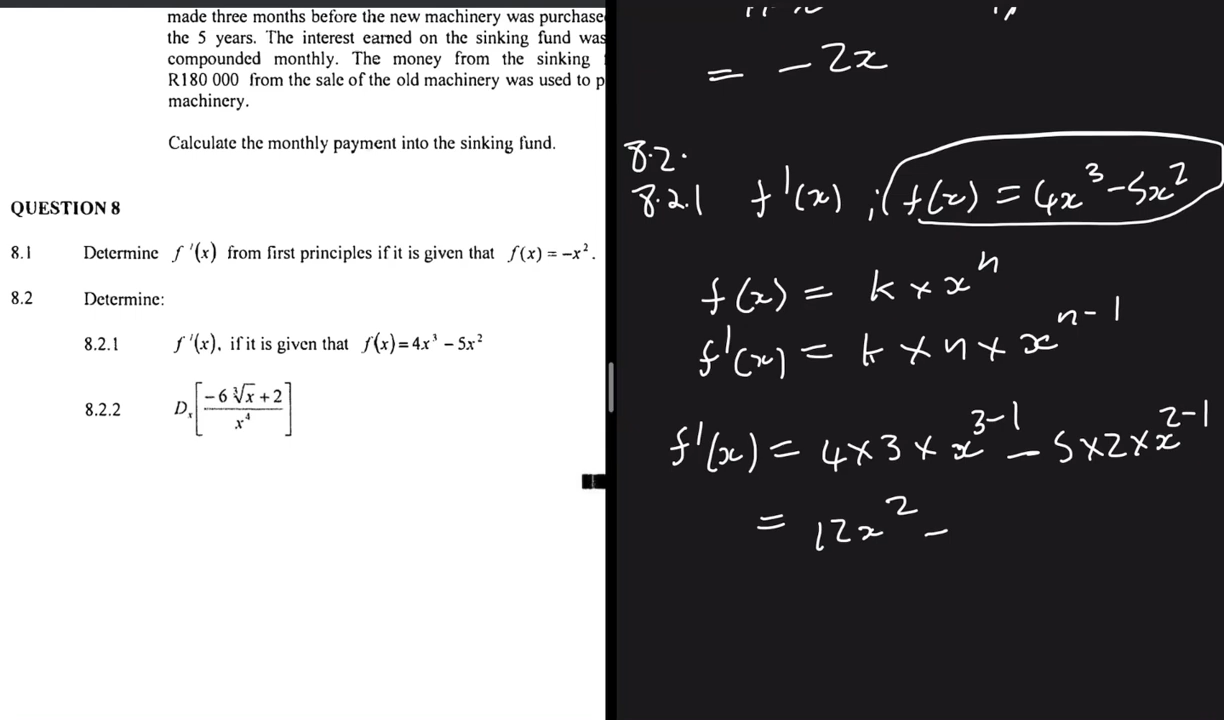 made three months before the new machinery was purchase
the 5 years. The interest earned on the sinking fund was
compounded monthly. The money from the sinking
R180 000 from the sale of the old machinery was used to p
machinery.
Calculate the monthly payment into the sinking fund.
QUESTION 8
8.1 Determine f '(x) from first principles if it is given that f(x) = -x².
8.2 Determine:
8.2.1 f '(x), if it is given that f(x) = 4x³ - 5x²
8.2.2 Dₓ[(-6 ∛x + 2)/x⁴]
= -2x
8.2.
8.2.1 f'(x) ; f(x) = 4x³ - 5x²
f(x) = k × xⁿ
f'(x) = k × n × xⁿ⁻¹
f'(x) = 4 × 3 × x³⁻¹ - 5 × 2 × x²⁻¹
= 12x² -